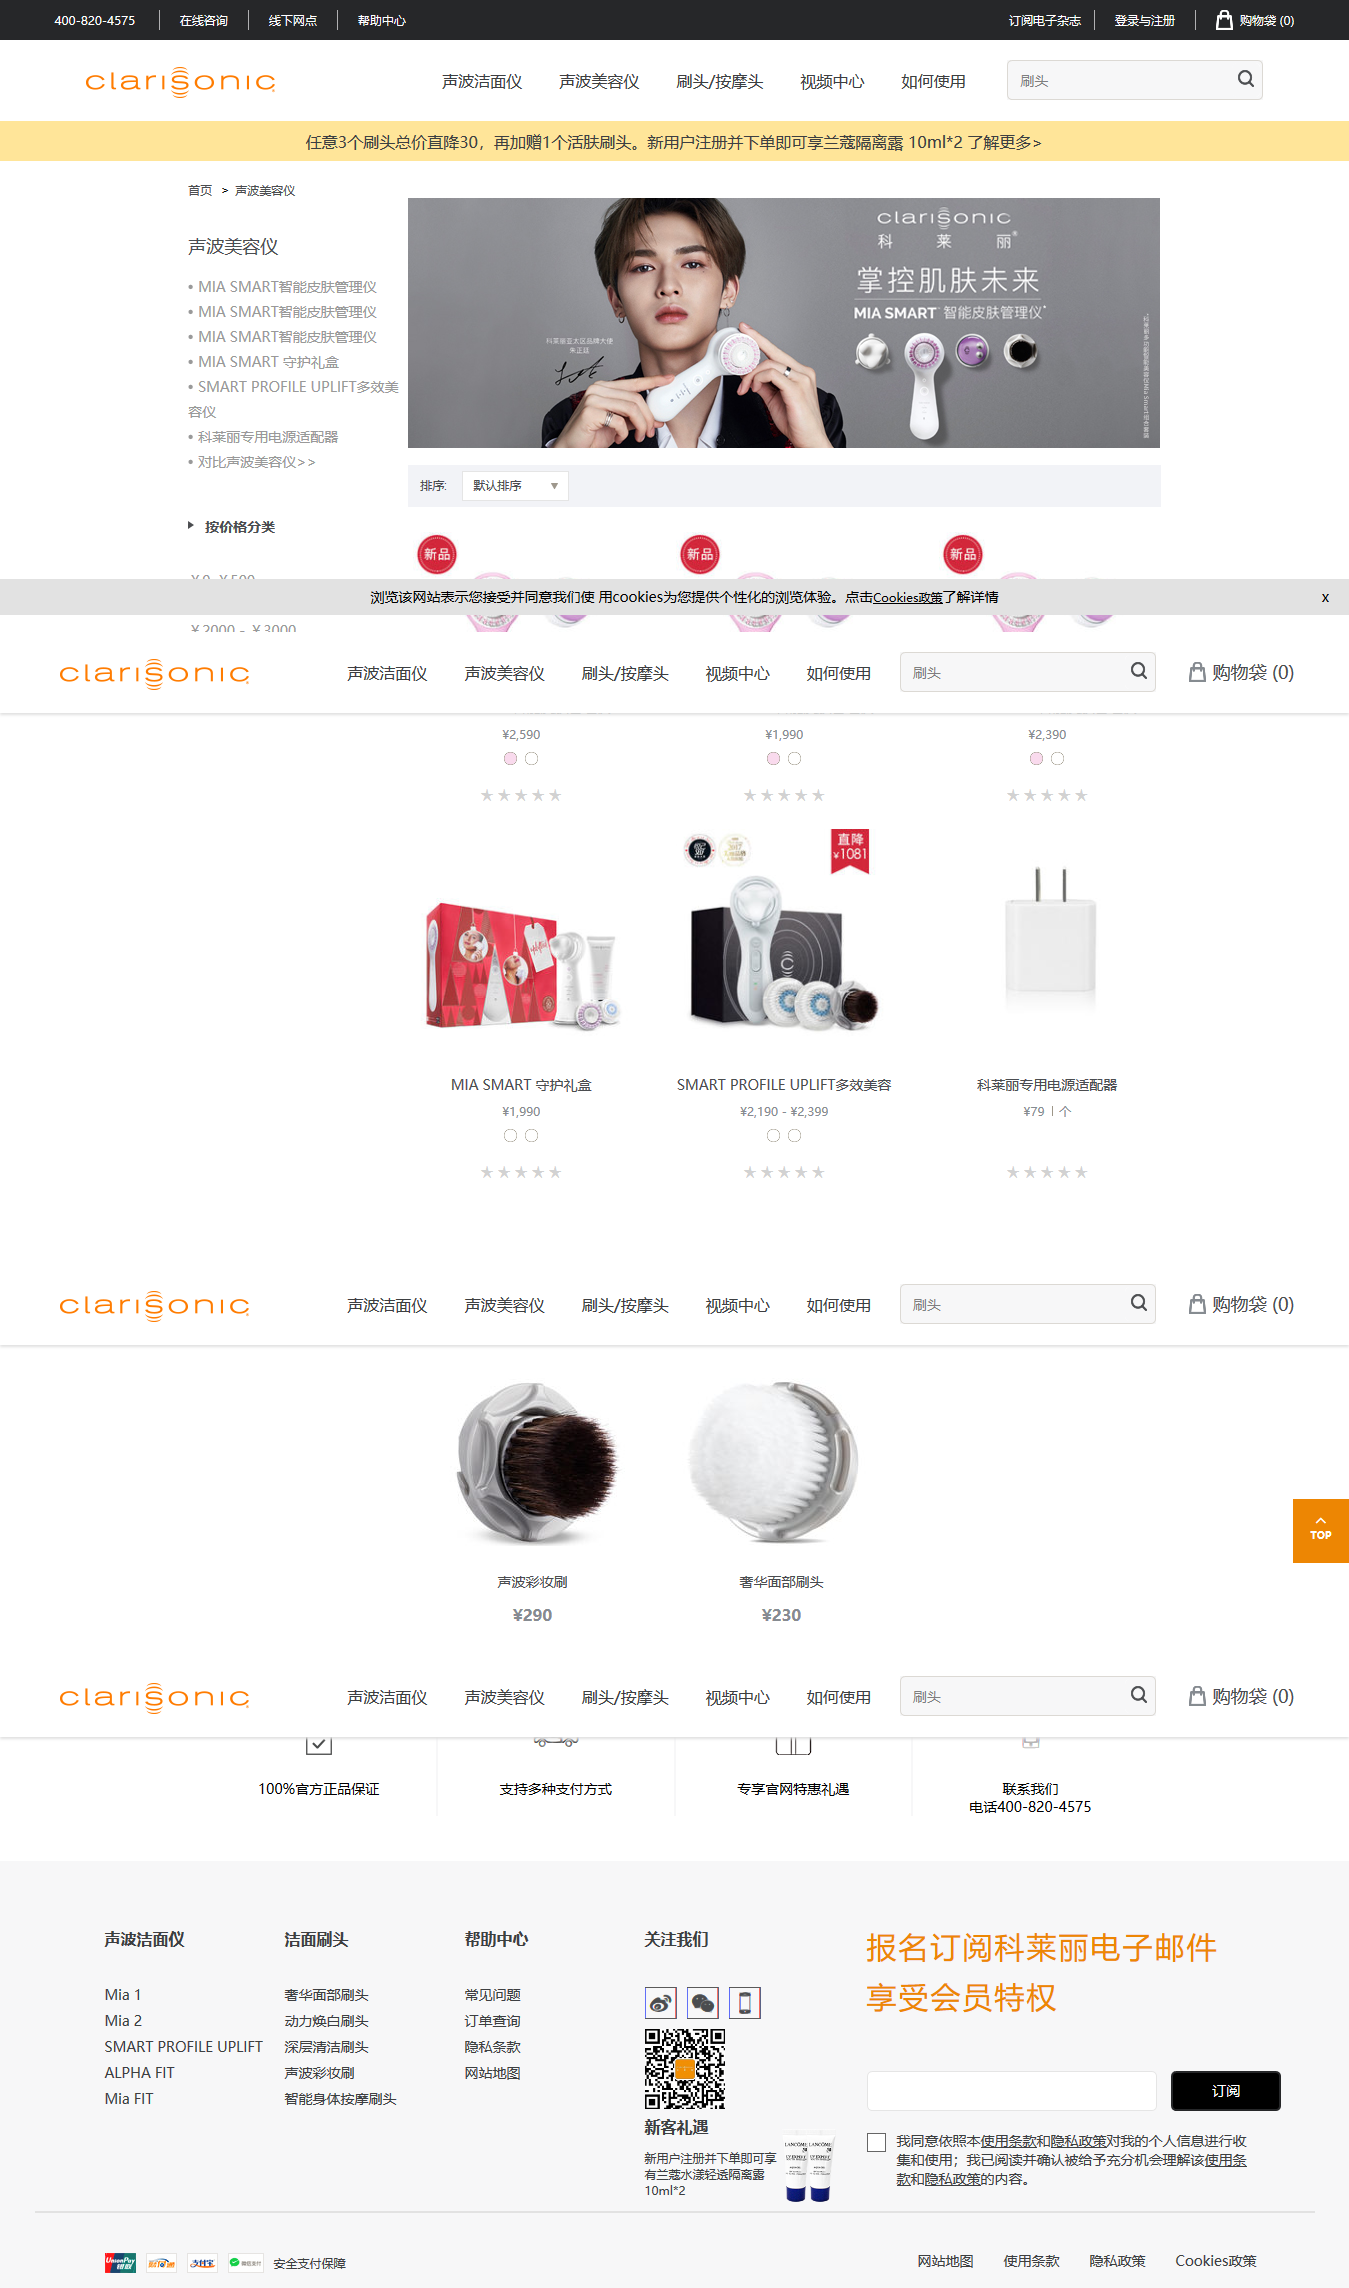 400-820-4575 在线咨询 线下网点 帮助中心 订阅电子杂志 登录与注册 购物袋 (0)
clarisonic 声波洁面仪 声波美容仪 刷头/按摩头 视频中心 如何使用 刷头
任意3个刷头总价直降30，再加赠1个活肤刷头。新用户注册并下单即可享兰蔻隔离露 10ml*2 了解更多>
首页 > 声波美容仪
声波美容仪
• MIA SMART智能皮肤管理仪
• MIA SMART智能皮肤管理仪
• MIA SMART智能皮肤管理仪
• MIA SMART 守护礼盒
• SMART PROFILE UPLIFT多效美
容仪
• 科莱丽专用电源适配器
• 对比声波美容仪>>
按价格分类
clarisonic
科 莱 丽®
掌控肌肤未来
MIA SMART 智能皮肤管理仪
科莱丽亚太区品牌大使
朱正廷
排序: 默认排序
新品 新品 新品
¥ 0 - ¥ 500
浏览该网站表示您接受并同意我们使 用cookies为您提供个性化的浏览体验。点击Cookies政策了解详情 x
¥ 2000 - ¥ 3000
clarisonic 声波洁面仪 声波美容仪 刷头/按摩头 视频中心 如何使用 刷头 购物袋 (0)
¥2,590 ¥1,990 ¥2,390
直降
¥1081
MIA SMART 守护礼盒 SMART PROFILE UPLIFT多效美容 科莱丽专用电源适配器
¥1,990 ¥2,190 - ¥2,399 ¥79 | 个
clarisonic 声波洁面仪 声波美容仪 刷头/按摩头 视频中心 如何使用 刷头 购物袋 (0)
TOP
声波彩妆刷 奢华面部刷头
¥290 ¥230
clarisonic 声波洁面仪 声波美容仪 刷头/按摩头 视频中心 如何使用 刷头 购物袋 (0)
100%官方正品保证 支持多种支付方式 专享官网特惠礼遇 联系我们
电话400-820-4575
声波洁面仪 洁面刷头 帮助中心 关注我们
报名订阅科莱丽电子邮件
享受会员特权
Mia 1 奢华面部刷头 常见问题
Mia 2 动力焕白刷头 订单查询
SMART PROFILE UPLIFT 深层清洁刷头 隐私条款
ALPHA FIT 声波彩妆刷 网站地图
Mia FIT 智能身体按摩刷头
订阅
新客礼遇
新用户注册并下单即可享
有兰蔻水漾轻透隔离露
10ml*2
我同意依照本使用条款和隐私政策对我的个人信息进行收
集和使用；我已阅读并确认被给予充分机会理解该使用条
款和隐私政策的内容。
UnionPay 银联 支付宝 微信支付 安全支付保障 网站地图 使用条款 隐私政策 Cookies政策